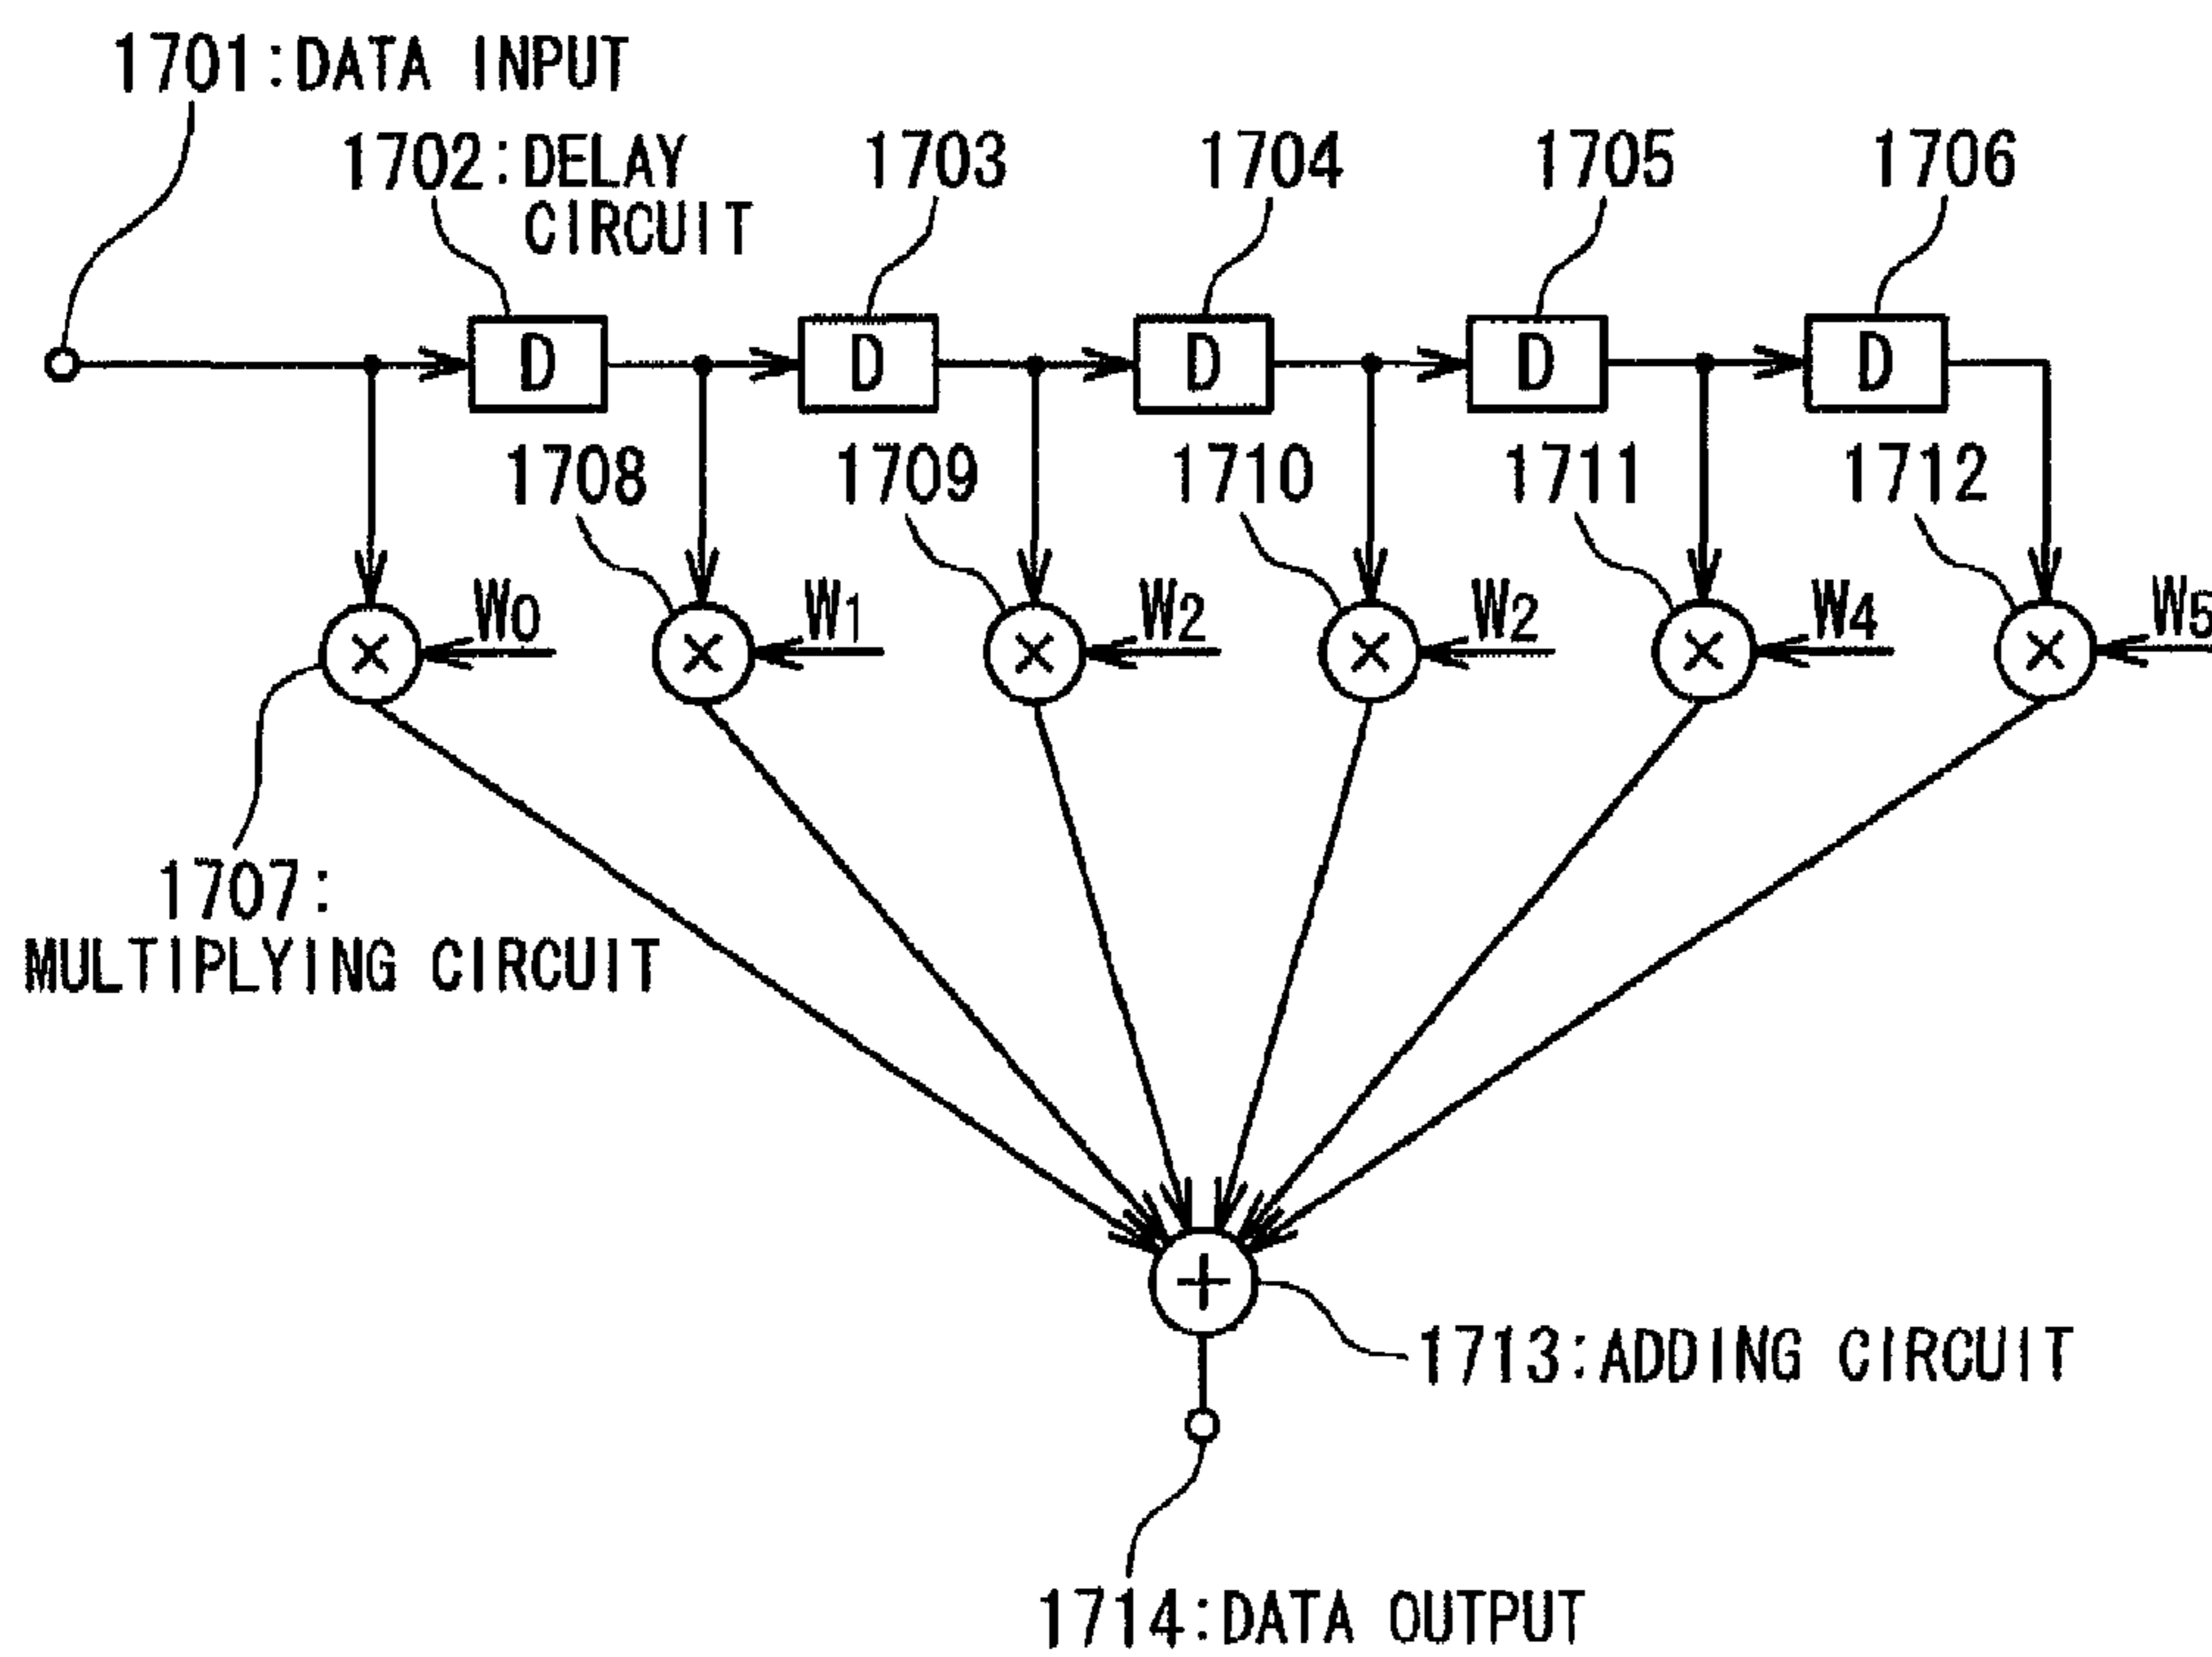 1701:DATA INPUT
1702:DELAY
CIRCUIT
1703
1704
1705
1706
D
D
D
D
D
1708
1709
1710
1711
1712
W0
W1
W2
W2
W4
W5
×
×
×
×
×
×
1707:
MULTIPLYING CIRCUIT
+
1713:ADDING CIRCUIT
1714:DATA OUTPUT